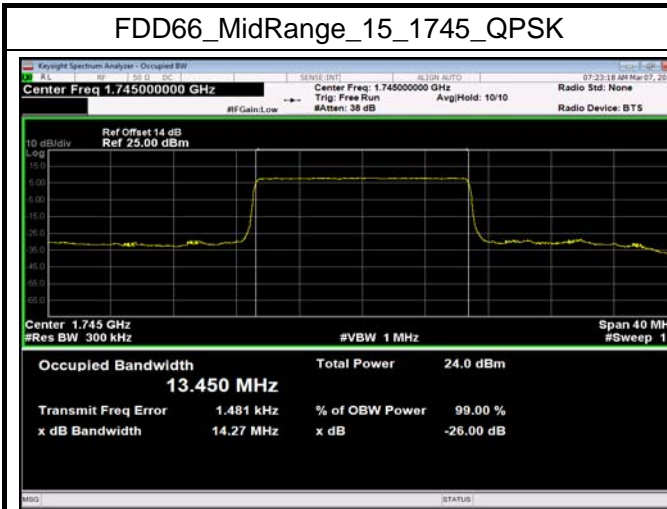 FDD66_MidRange_15_1745_QPSK
Keysight Spectrum Analyzer - Occupied BW
RL RF 50 Ω DC SENSE:INT ALIGN AUTO 07:23:18 AM Mar 07, 20
Center Freq 1.745000000 GHz Center Freq: 1.745000000 GHz Radio Std: None
Trig: Free Run Avg|Hold: 10/10
#IFGain:Low #Atten: 38 dB Radio Device: BTS
Ref Offset 14 dB
10 dB/div Ref 25.00 dBm
Log
15.0
5.00
-5.00
-15.0
-25.0
-35.0
-45.0
-55.0
-65.0
Center 1.745 GHz Span 40 MH
#Res BW 300 kHz #VBW 1 MHz #Sweep 1
Occupied Bandwidth Total Power 24.0 dBm
13.450 MHz
Transmit Freq Error 1.481 kHz % of OBW Power 99.00 %
x dB Bandwidth 14.27 MHz x dB -26.00 dB
MSG STATUS